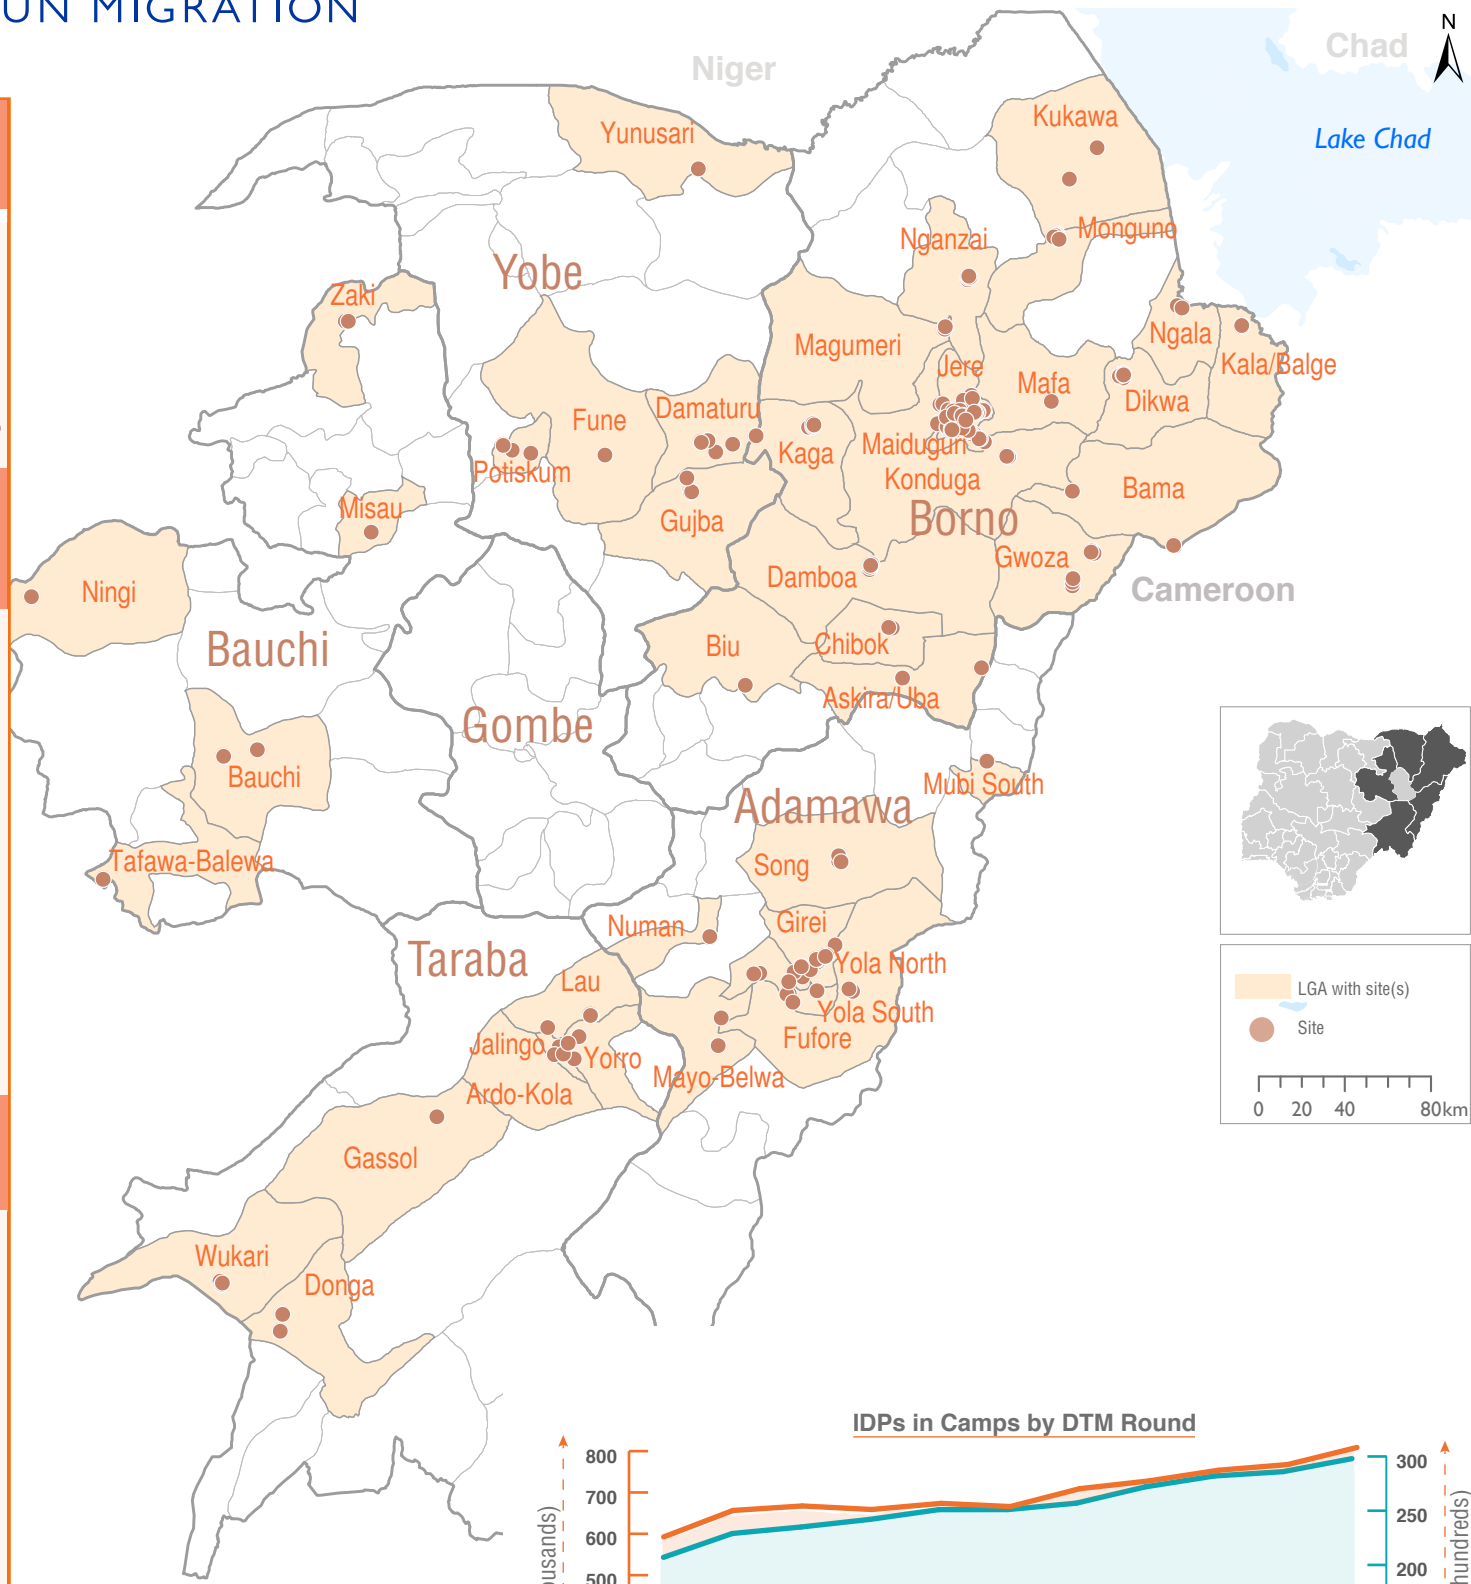 UN MIGRATION
N
Niger
Chad
Lake Chad
Kukawa
Yunusari
Monguno
Nganzai
Yobe
Zaki
Ngala
Magumeri
Kala/Balge
Jere
Mafa
Dikwa
Damaturu
Fune
Kaga
Maiduguri
Potiskum
Konduga
Bama
Misau
Gujba
Borno
Gwoza
Damboa
Cameroon
Ningi
Chibok
Biu
Bauchi
Askira/Uba
Gombe
Bauchi
Mubi South
Adamawa
Tafawa-Balewa
Song
Numan
Girei
Taraba
Yola North
Lau
LGA with site(s)
Yola South
Site
Jalingo
Fufore
Yorro
Mayo-Belwa
Ardo-Kola
0 20 40 80km
Gassol
Wukari
Donga
IDPs in Camps by DTM Round
800
300
700
250
600
200
500